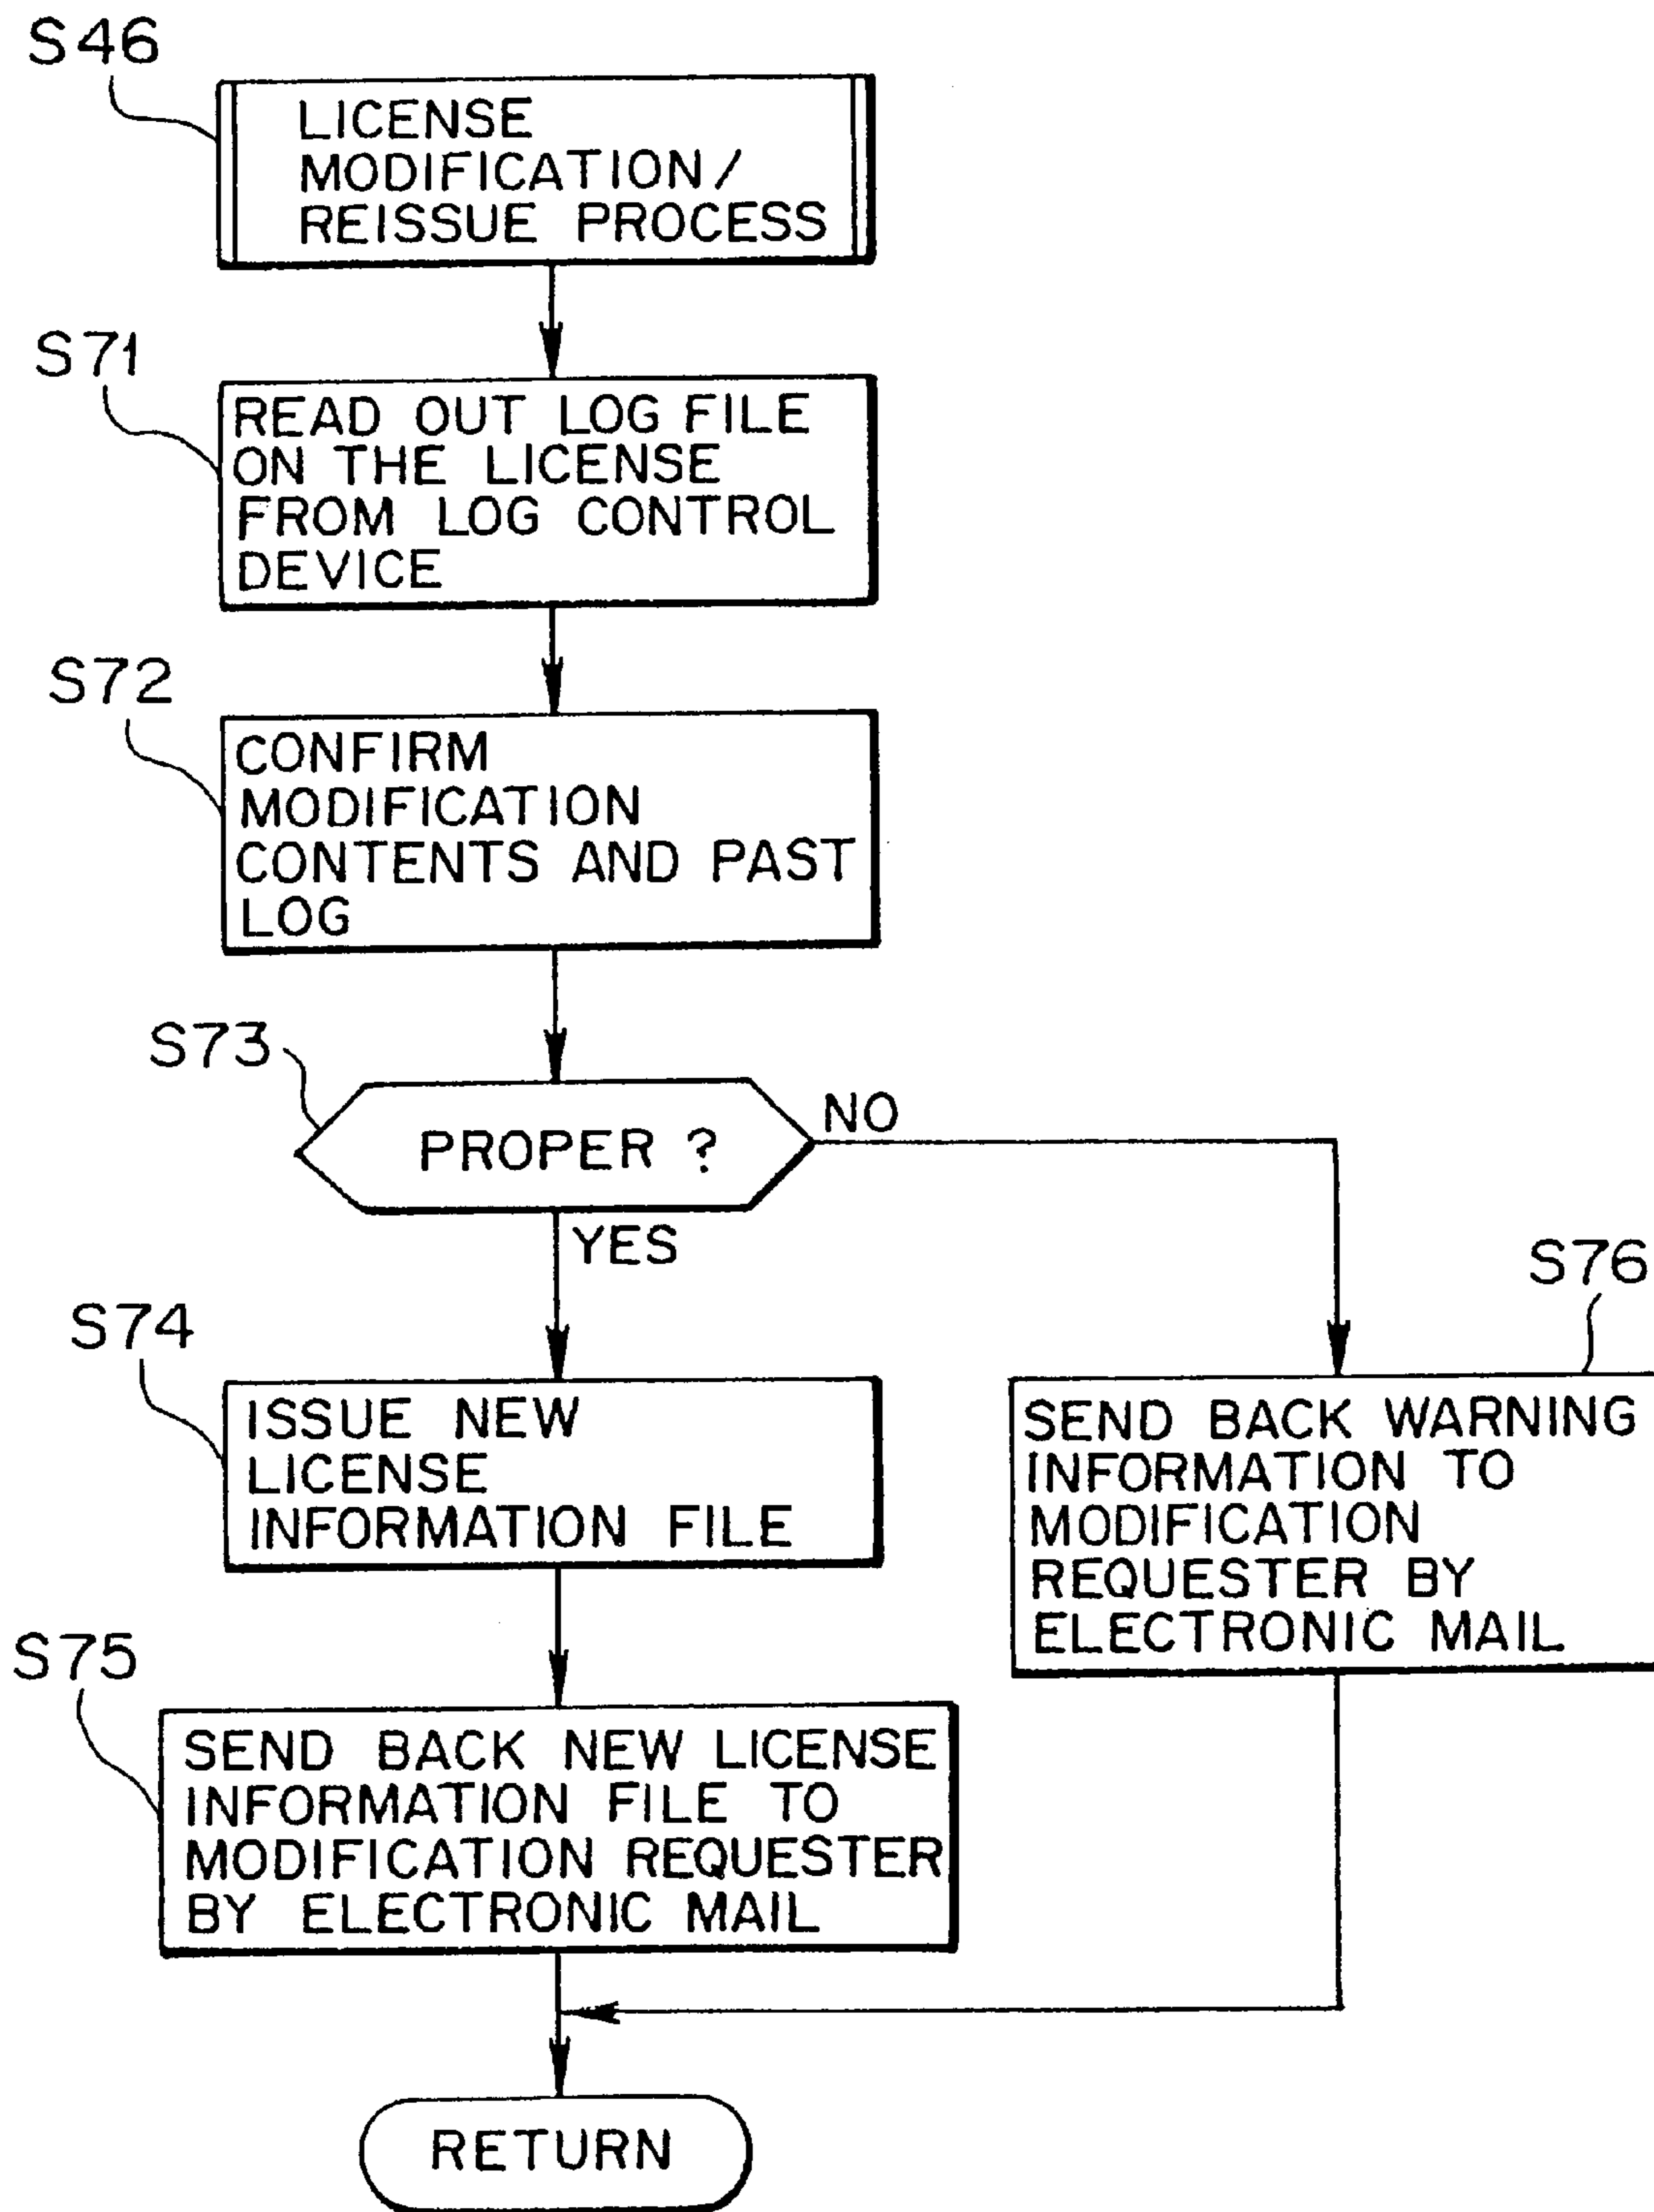 S46
LICENSE
MODIFICATION/
REISSUE PROCESS
S71
READ OUT LOG FILE
ON THE LICENSE
FROM LOG CONTROL
DEVICE
S72
CONFIRM
MODIFICATION
CONTENTS AND PAST
LOG
S73
PROPER ?
NO
YES
S74
ISSUE NEW
LICENSE
INFORMATION FILE
S76
SEND BACK WARNING
INFORMATION TO
MODIFICATION
REQUESTER BY
ELECTRONIC MAIL
S75
SEND BACK NEW LICENSE
INFORMATION FILE TO
MODIFICATION REQUESTER
BY ELECTRONIC MAIL
RETURN